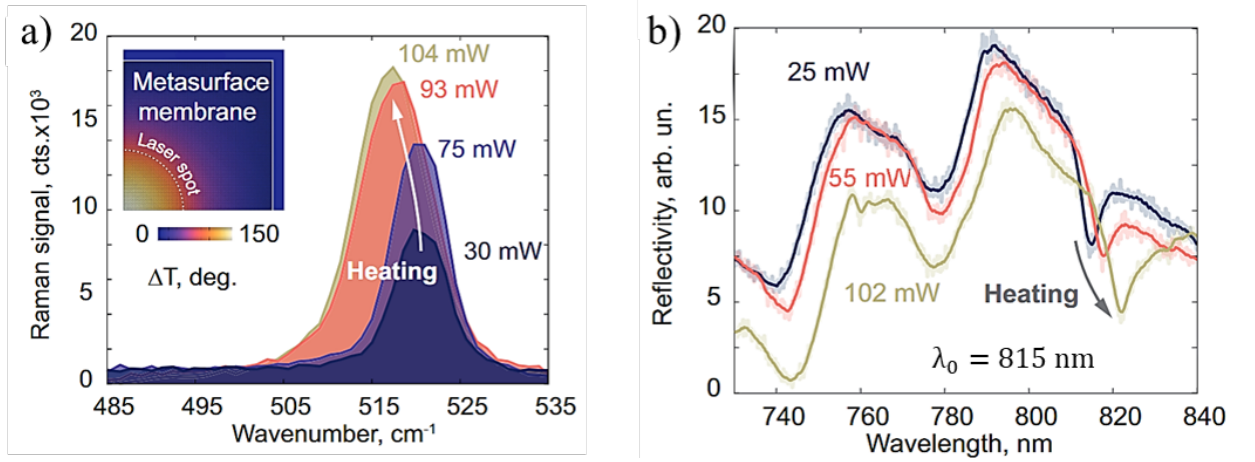 a)
20
15
10
5
0
Raman signal, cts.x10³
Metasurface
membrane
Laser spot
0 150
ΔT, deg.
104 mW
93 mW
75 mW
30 mW
Heating
485 495 505 515 525 535
Wavenumber, cm⁻¹
b)
20
15
10
5
0
Reflectivity, arb. un.
25 mW
55 mW
102 mW
Heating
λ₀ = 815 nm
740 760 780 800 820 840
Wavelength, nm